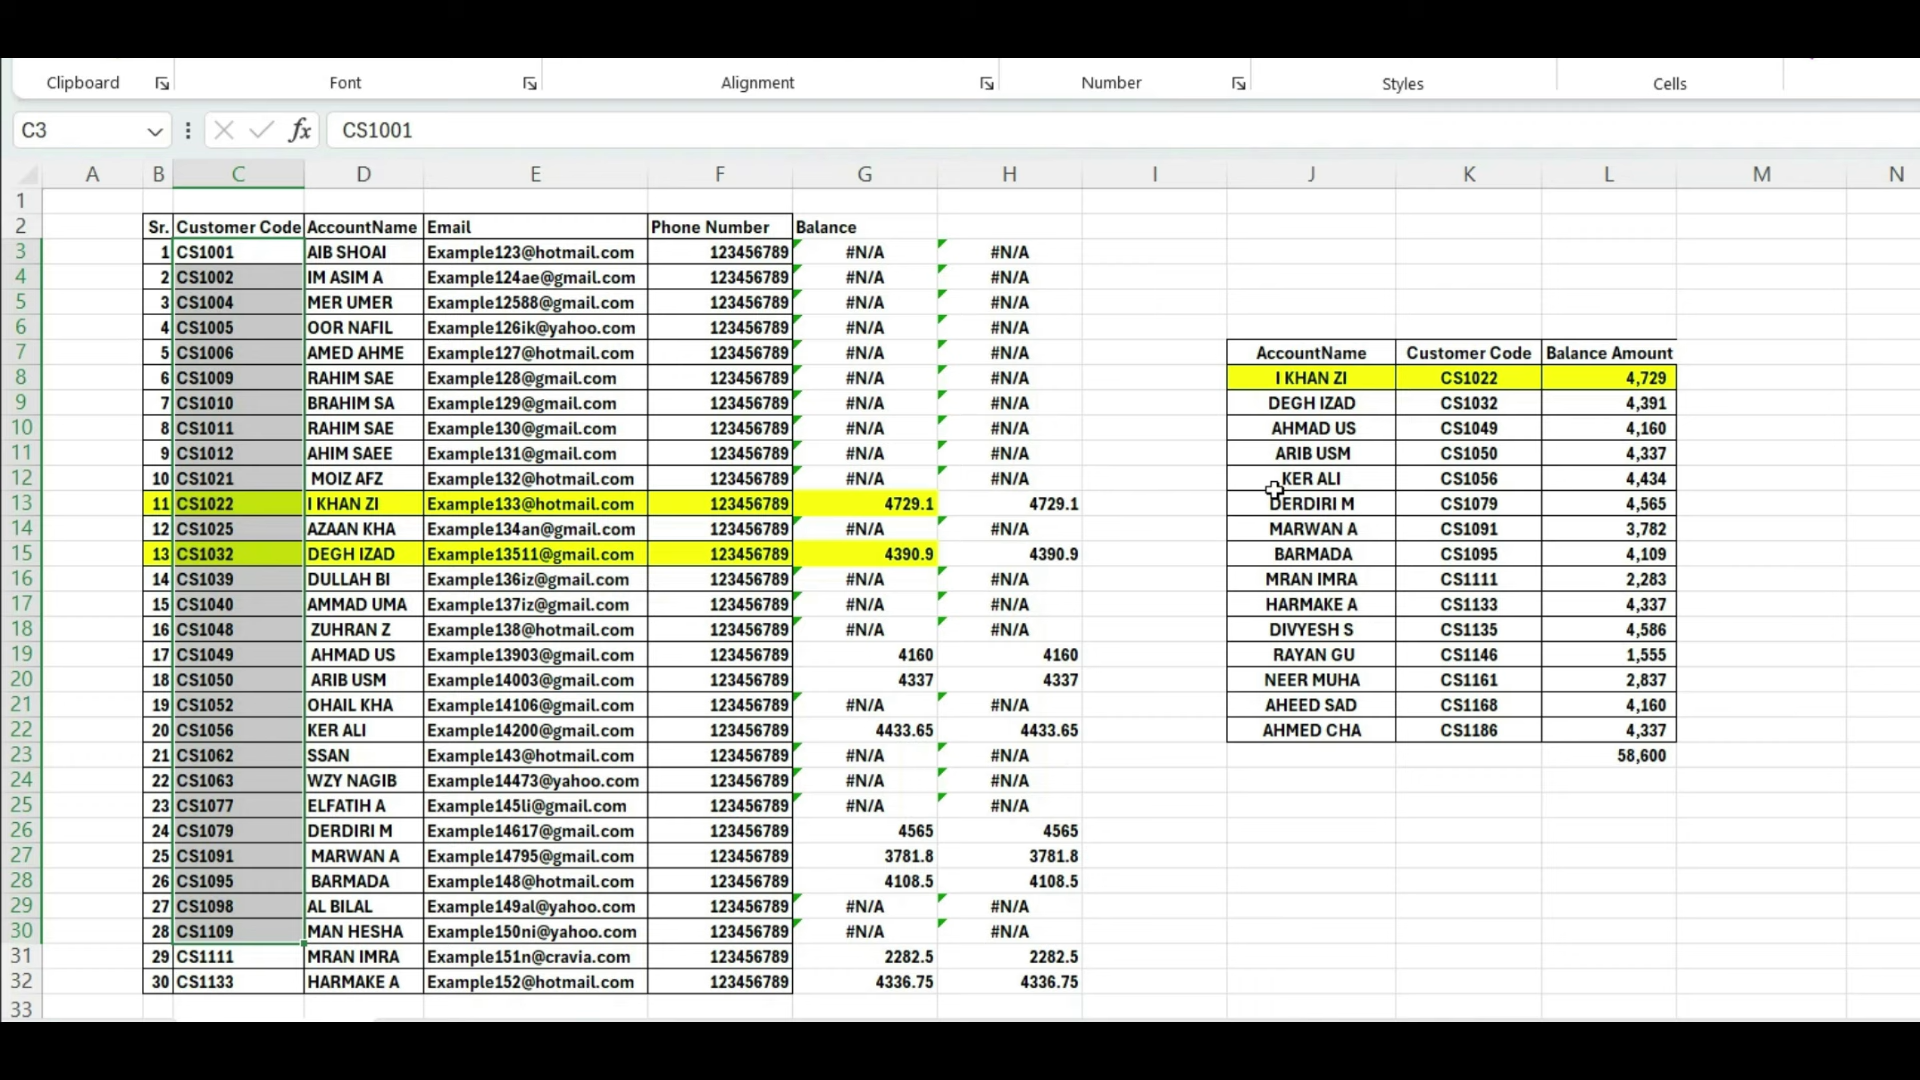 Clipboard Font Alignment Number Styles Cells
C3 fx CS1001
A B C D E F G H I J K L M N
1
2 Sr. Customer Code AccountName Email Phone Number Balance
3 1 CS1001 AIB SHOAI Example123@hotmail.com 123456789 #N/A #N/A
4 2 CS1002 IM ASIM A Example124ae@gmail.com 123456789 #N/A #N/A
5 3 CS1004 MER UMER Example12588@gmail.com 123456789 #N/A #N/A
6 4 CS1005 OOR NAFIL Example126ik@yahoo.com 123456789 #N/A #N/A
7 5 CS1006 AMED AHME Example127@hotmail.com 123456789 #N/A #N/A AccountName Customer Code Balance Amount
8 6 CS1009 RAHIM SAE Example128@gmail.com 123456789 #N/A #N/A I KHAN ZI CS1022 4,729
9 7 CS1010 BRAHIM SA Example129@gmail.com 123456789 #N/A #N/A DEGH IZAD CS1032 4,391
10 8 CS1011 RAHIM SAE Example130@gmail.com 123456789 #N/A #N/A AHMAD US CS1049 4,160
11 9 CS1012 AHIM SAEE Example131@gmail.com 123456789 #N/A #N/A ARIB USM CS1050 4,337
12 10 CS1021 MOIZ AFZ Example132@hotmail.com 123456789 #N/A #N/A KER ALI CS1056 4,434
13 11 CS1022 I KHAN ZI Example133@hotmail.com 123456789 4729.1 4729.1 DERDIRI M CS1079 4,565
14 12 CS1025 AZAAN KHA Example134an@gmail.com 123456789 #N/A #N/A MARWAN A CS1091 3,782
15 13 CS1032 DEGH IZAD Example13511@gmail.com 123456789 4390.9 4390.9 BARMADA CS1095 4,109
16 14 CS1039 DULLAH BI Example136iz@gmail.com 123456789 #N/A #N/A MRAN IMRA CS1111 2,283
17 15 CS1040 AMMAD UMA Example137iz@gmail.com 123456789 #N/A #N/A HARMAKE A CS1133 4,337
18 16 CS1048 ZUHRAN Z Example138@hotmail.com 123456789 #N/A #N/A DIVYESH S CS1135 4,586
19 17 CS1049 AHMAD US Example13903@gmail.com 123456789 4160 4160 RAYAN GU CS1146 1,555
20 18 CS1050 ARIB USM Example14003@gmail.com 123456789 4337 4337 NEER MUHA CS1161 2,837
21 19 CS1052 OHAIL KHA Example14106@gmail.com 123456789 #N/A #N/A AHEED SAD CS1168 4,160
22 20 CS1056 KER ALI Example14200@gmail.com 123456789 4433.65 4433.65 AHMED CHA CS1186 4,337
23 21 CS1062 SSAN Example143@hotmail.com 123456789 #N/A #N/A 58,600
24 22 CS1063 WZY NAGIB Example14473@yahoo.com 123456789 #N/A #N/A
25 23 CS1077 ELFATIH A Example145li@gmail.com 123456789 #N/A #N/A
26 24 CS1079 DERDIRI M Example14617@gmail.com 123456789 4565 4565
27 25 CS1091 MARWAN A Example14795@gmail.com 123456789 3781.8 3781.8
28 26 CS1095 BARMADA Example148@hotmail.com 123456789 4108.5 4108.5
29 27 CS1098 AL BILAL Example149al@yahoo.com 123456789 #N/A #N/A
30 28 CS1109 MAN HESHA Example150ni@yahoo.com 123456789 #N/A #N/A
31 29 CS1111 MRAN IMRA Example151n@cravia.com 123456789 2282.5 2282.5
32 30 CS1133 HARMAKE A Example152@hotmail.com 123456789 4336.75 4336.75
33